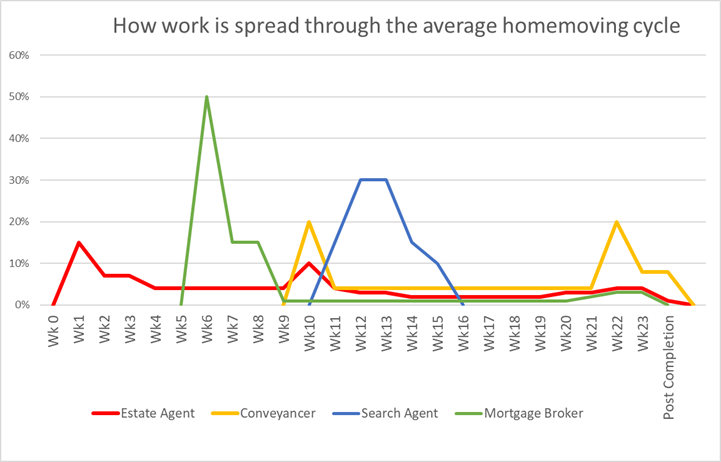 How work is spread through the average homemoving cycle
60%
50%
40%
30%
20%
10%
0%
Wk 0
Wk1
Wk2
Wk3
Wk4
Wk5
Wk6
Wk7
Wk8
Wk9
Wk10
Wk11
Wk12
Wk13
Wk14
Wk15
Wk16
Wk17
Wk18
Wk19
Wk20
Wk21
Wk22
Wk23
Post Completion
Estate Agent Conveyancer Search Agent Mortgage Broker